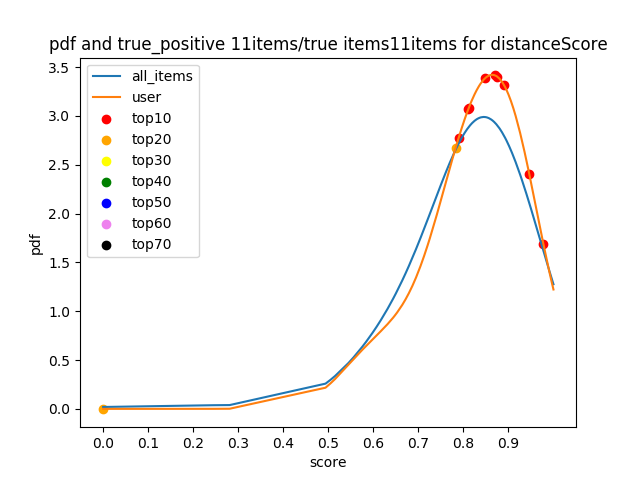 pdf and true_positive 11items/true items11items for distanceScore
3.5
3.0
2.5
2.0
1.5
1.0
0.5
0.0
pdf
all_items
user
top10
top20
top30
top40
top50
top60
top70
0.0 0.1 0.2 0.3 0.4 0.5 0.6 0.7 0.8 0.9
score